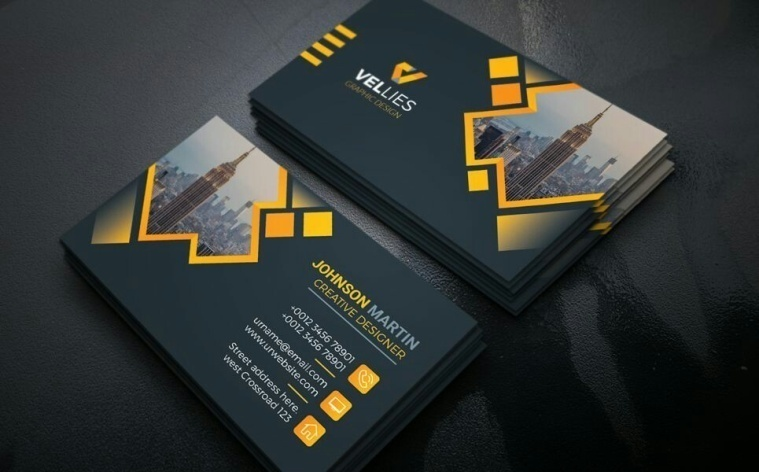 VELLIES
GRAPHIC DESIGN
JOHNSON MARTIN
CREATIVE DESIGNER
+0012 3456 78901
+0012 3456 78901
urname@email.com
www.urwebsite.com
Street address here.
west Crossroad 123